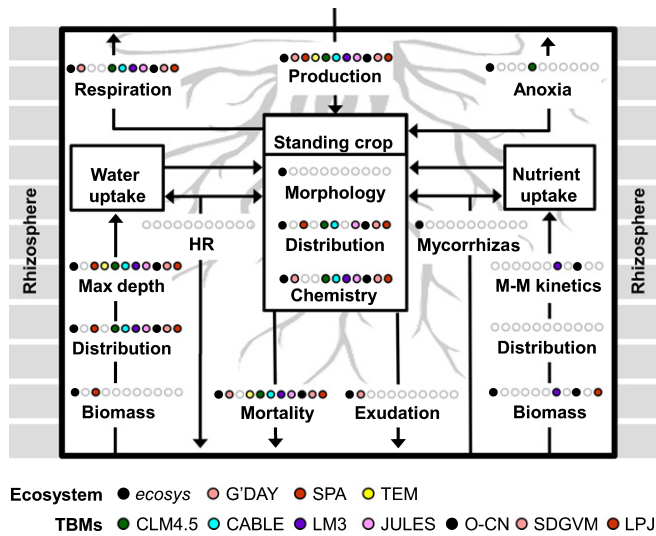 Production
Respiration
Anoxia
Standing crop
Water
uptake
Nutrient
uptake
Morphology
Rhizosphere
HR
Distribution
Mycorrhizas
Rhizosphere
Max depth
Chemistry
M-M kinetics
Distribution
Distribution
Biomass
Mortality
Exudation
Biomass
Ecosystem ecosys G'DAY SPA TEM
TBMs CLM4.5 CABLE LM3 JULES O-CN SDGVM LPJ